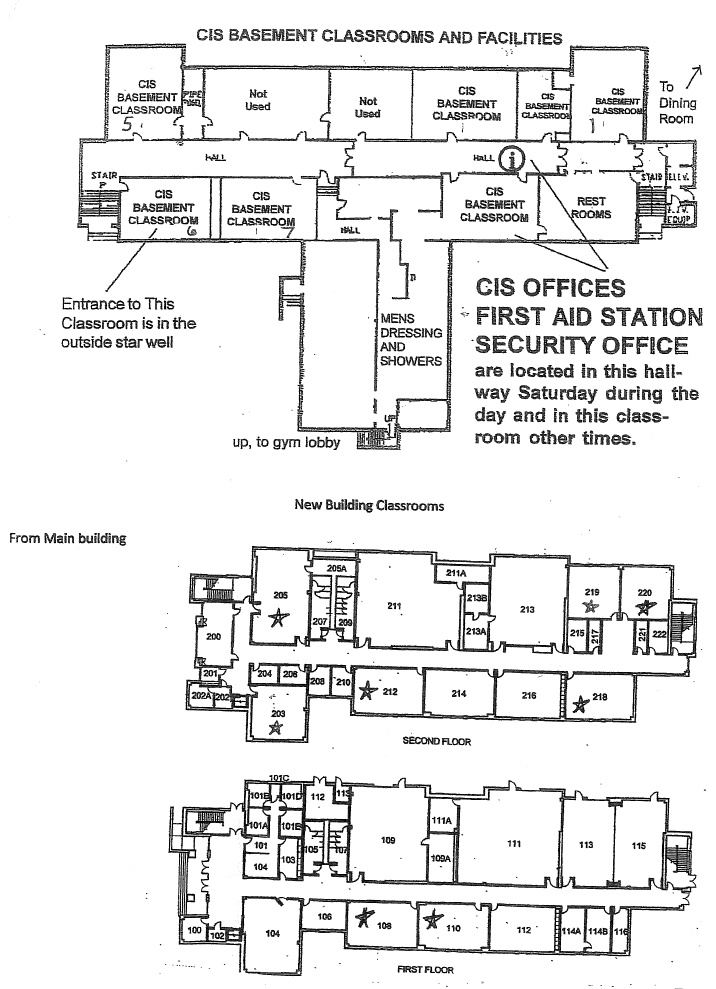 CIS BASEMENT CLASSROOMS AND FACILITIES
CIS
BASEMENT
CLASSROOM
5
Not
Used
Not
Used
CIS
BASEMENT
CLASSROOM
CIS
BASEMENT
CLASSROOM
CIS
BASEMENT
CLASSROOM
1
To
Dining
Room
HALL
HALL
i
STAIR
STAIR
ELEV.
CIS
BASEMENT
CLASSROOM
6
CIS
BASEMENT
CLASSROOM
7
HALL
CIS
BASEMENT
CLASSROOM
REST
ROOMS
ELEV.
EQUIP
Entrance to This
Classroom is in the
outside star well
MENS
DRESSING
AND
SHOWERS
CIS OFFICES
FIRST AID STATION
SECURITY OFFICE
are located in this hall-
way Saturday during the
day and in this class-
room other times.
UP
up, to gym lobby
New Building Classrooms
From Main building
205
205A
207
209
211
211A
213B
213A
213
219
220
215
217
221
222
200
201
202A
202
204
206
208
210
203
212
214
216
218
SECOND FLOOR
101C
101B
101D
112
113
101A
101E
101
104
103
105
107
109
111A
109A
111
113
115
100
102
104
106
108
110
112
114A
114B
116
FIRST FLOOR